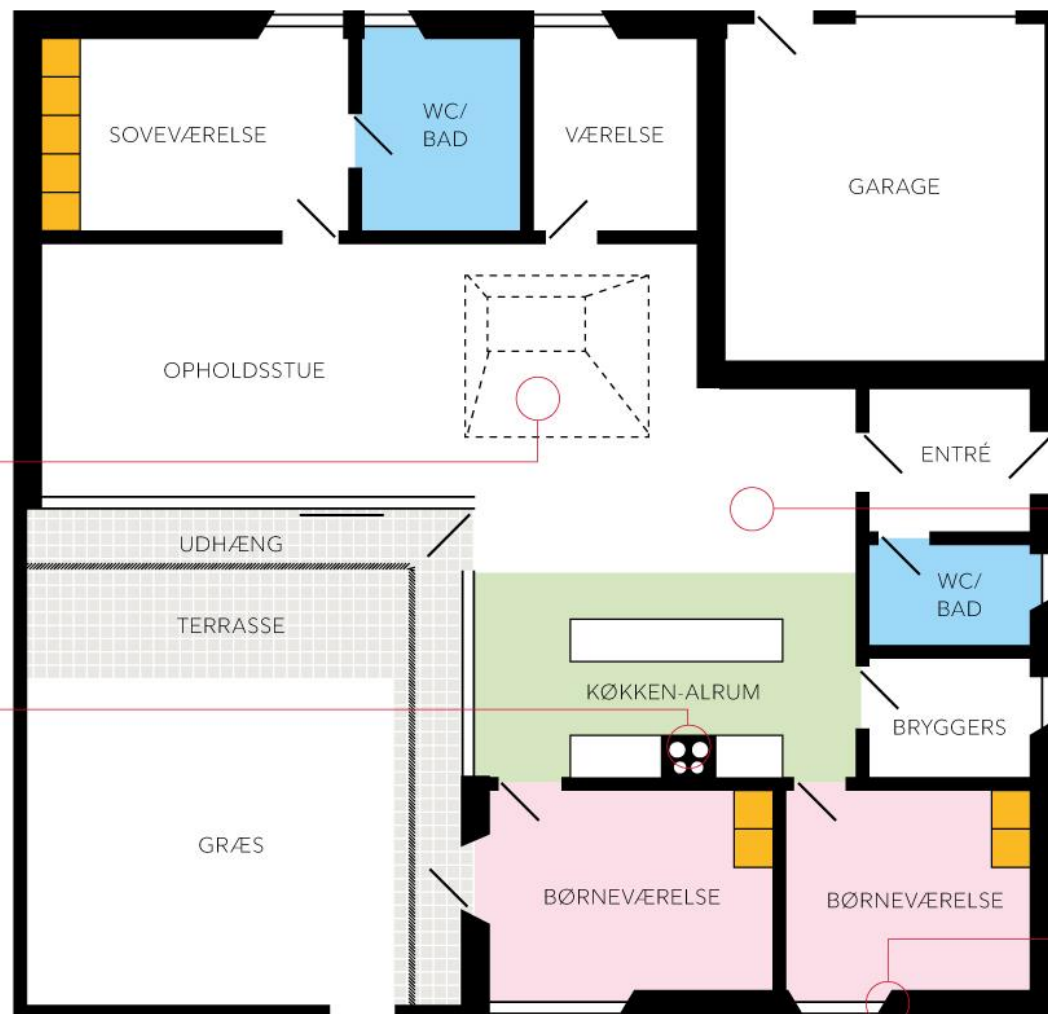 SOVEVÆRELSE
WC/
BAD
VÆRELSE
GARAGE
OPHOLDSSTUE
ENTRÉ
UDHÆNG
WC/
BAD
TERRASSE
KØKKEN-ALRUM
BRYGGERS
GRÆS
BØRNEVÆRELSE
BØRNEVÆRELSE